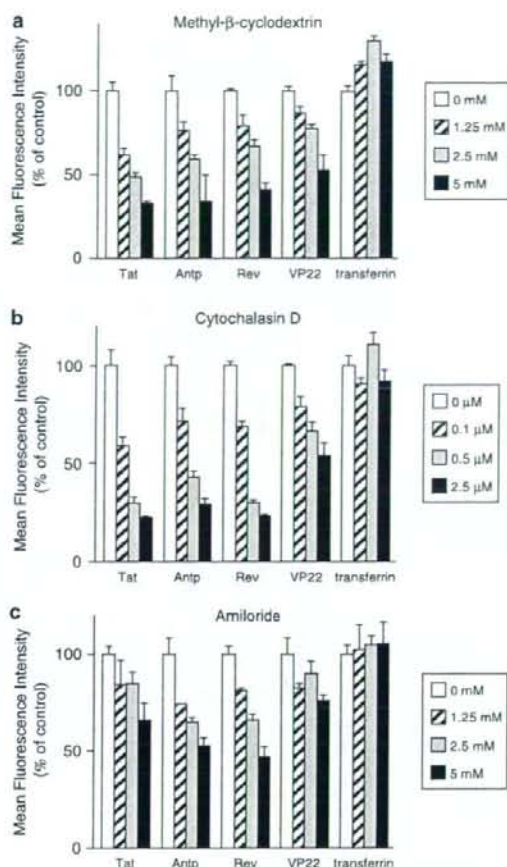 a
Methyl-β-cyclodextrin
Mean Fluorescence Intensity
(% of control)
100
50
0
Tat Antp Rev VP22 transferrin
0 mM
1.25 mM
2.5 mM
5 mM
b
Cytochalasin D
Mean Fluorescence Intensity
(% of control)
100
50
0
Tat Antp Rev VP22 transferrin
0 μM
0.1 μM
0.5 μM
2.5 μM
c
Amiloride
Mean Fluorescence Intensity
(% of control)
100
50
0
Tat Antp Rev VP22 transferrin
0 mM
1.25 mM
2.5 mM
5 mM